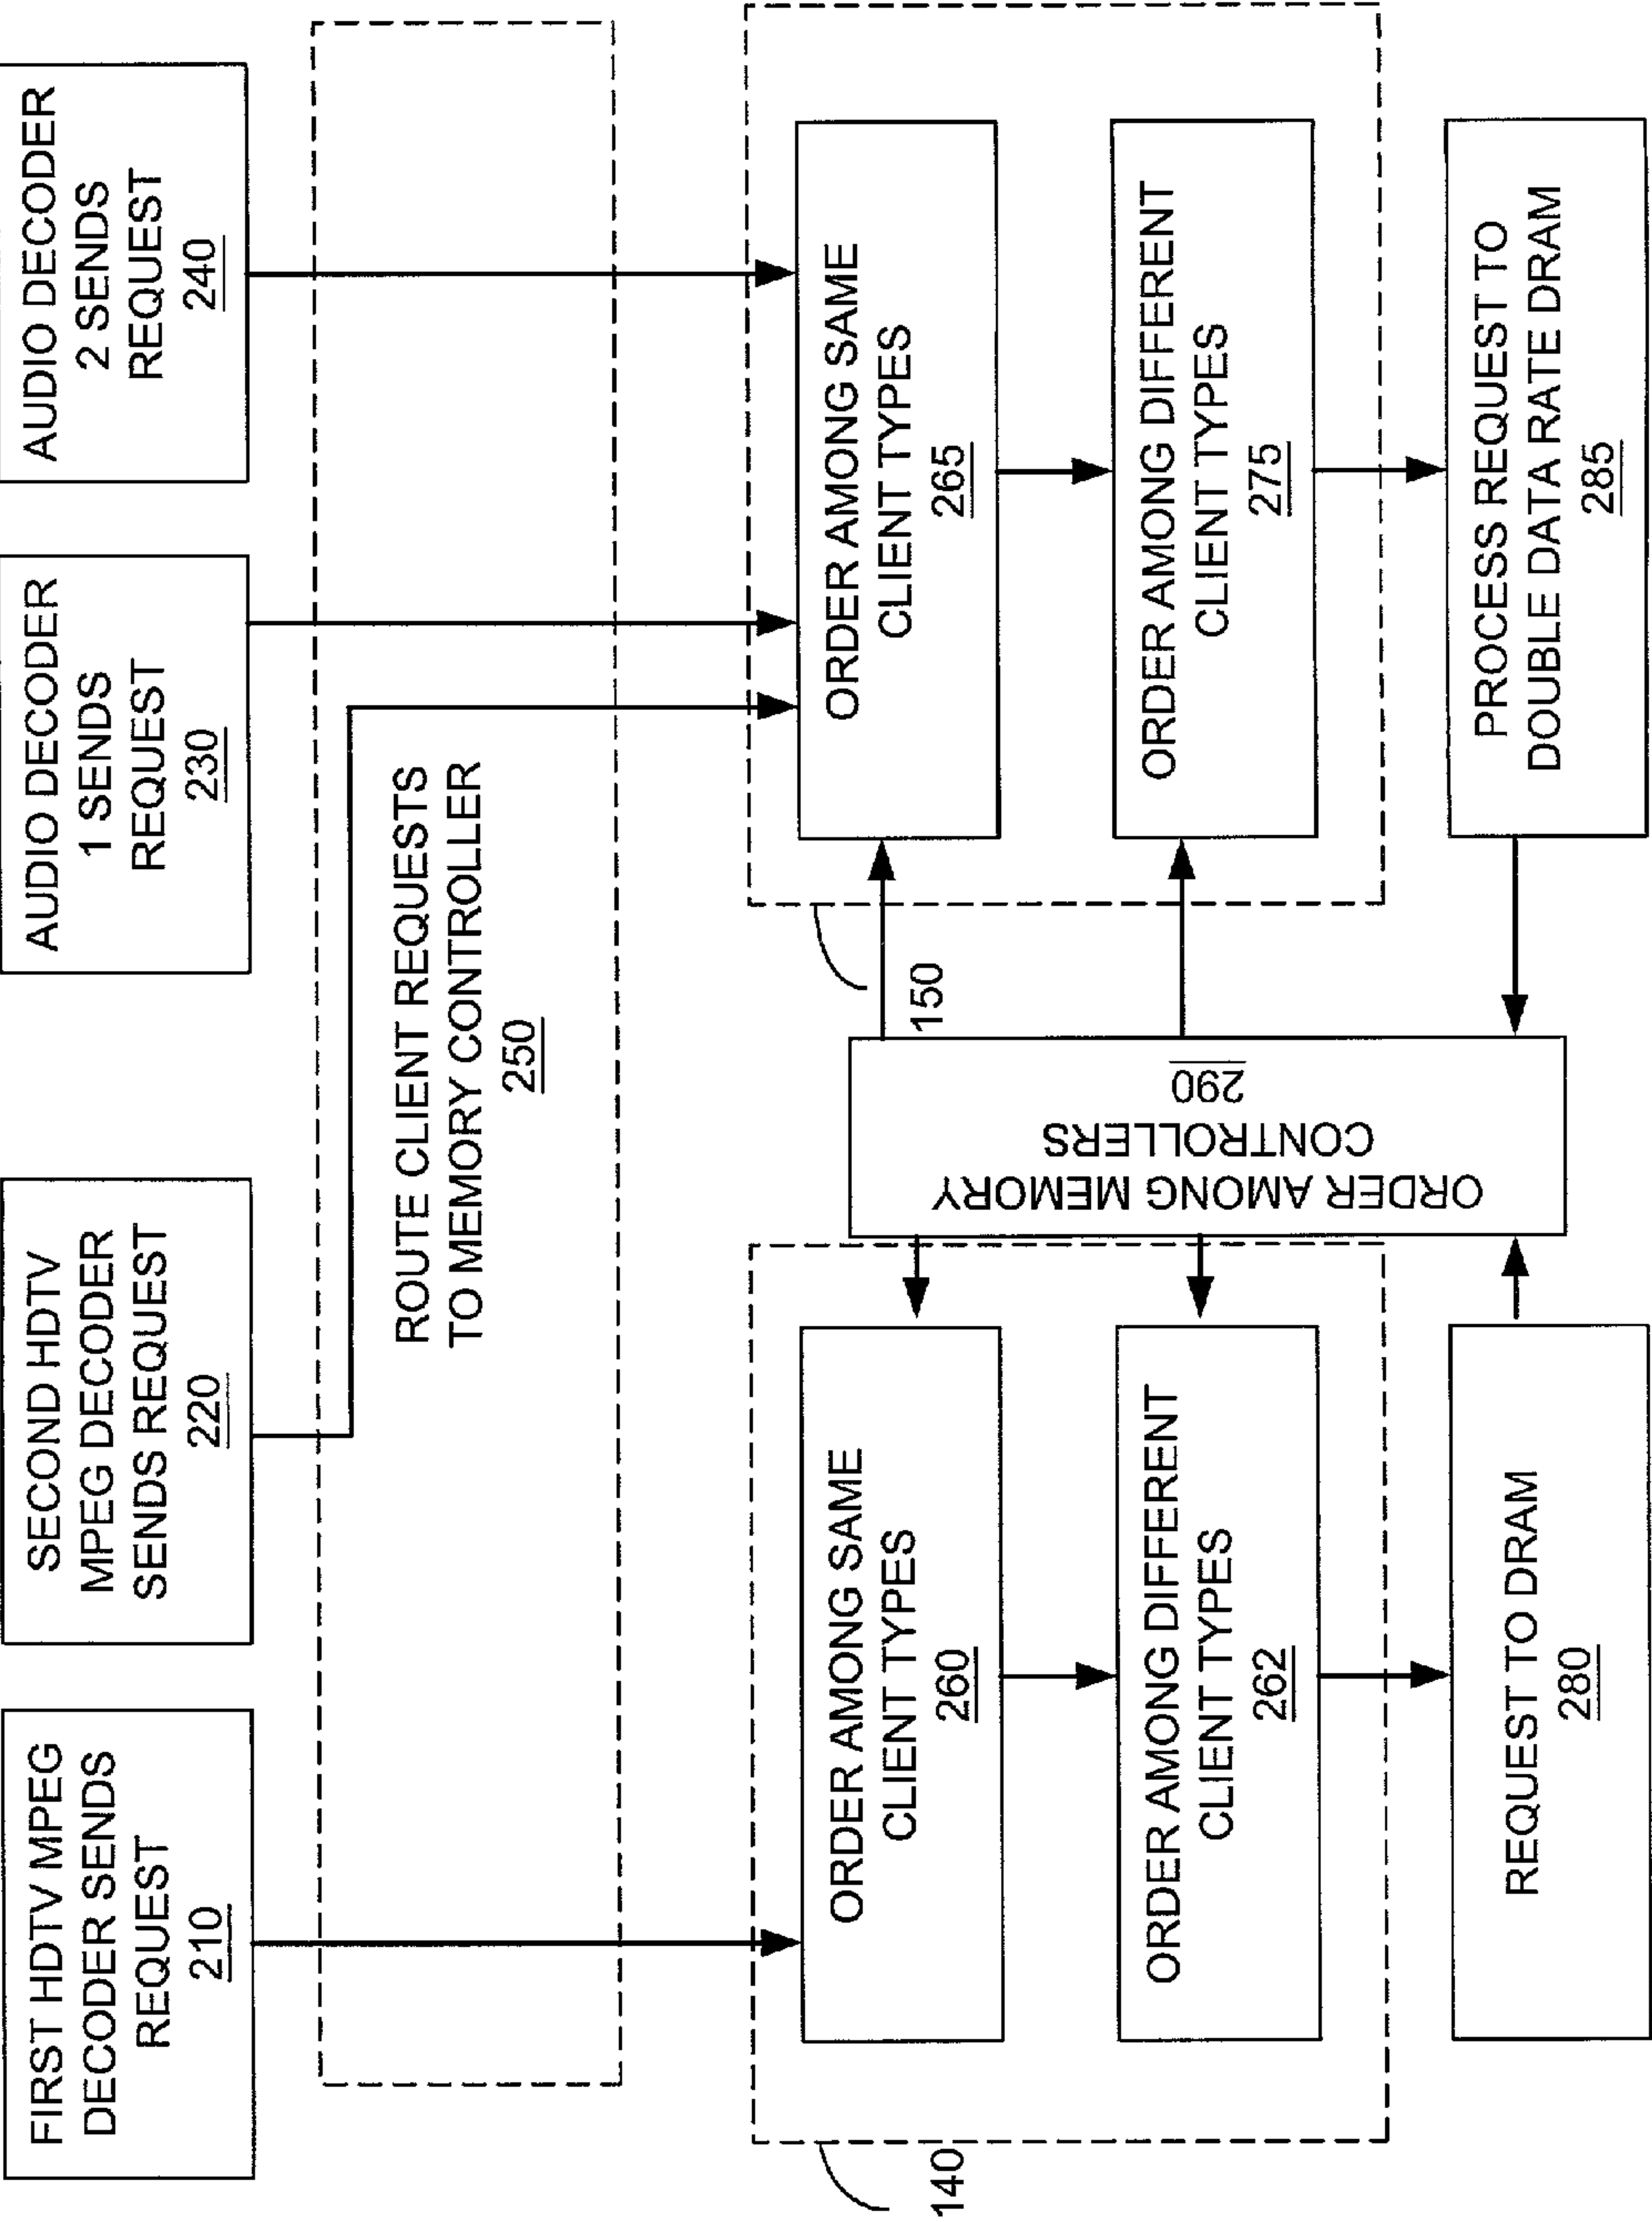 FIRST HDTV MPEG
DECODER SENDS
REQUEST
210
SECOND HDTV
MPEG DECODER
SENDS REQUEST
220
AUDIO DECODER
1 SENDS
REQUEST
230
AUDIO DECODER
2 SENDS
REQUEST
240
ROUTE CLIENT REQUESTS
TO MEMORY CONTROLLER
250
140
ORDER AMONG SAME
CLIENT TYPES
260
ORDER AMONG DIFFERENT
CLIENT TYPES
262
REQUEST TO DRAM
280
ORDER AMONG MEMORY
CONTROLLERS
290
150
ORDER AMONG SAME
CLIENT TYPES
265
ORDER AMONG DIFFERENT
CLIENT TYPES
275
PROCESS REQUEST TO
DOUBLE DATA RATE DRAM
285